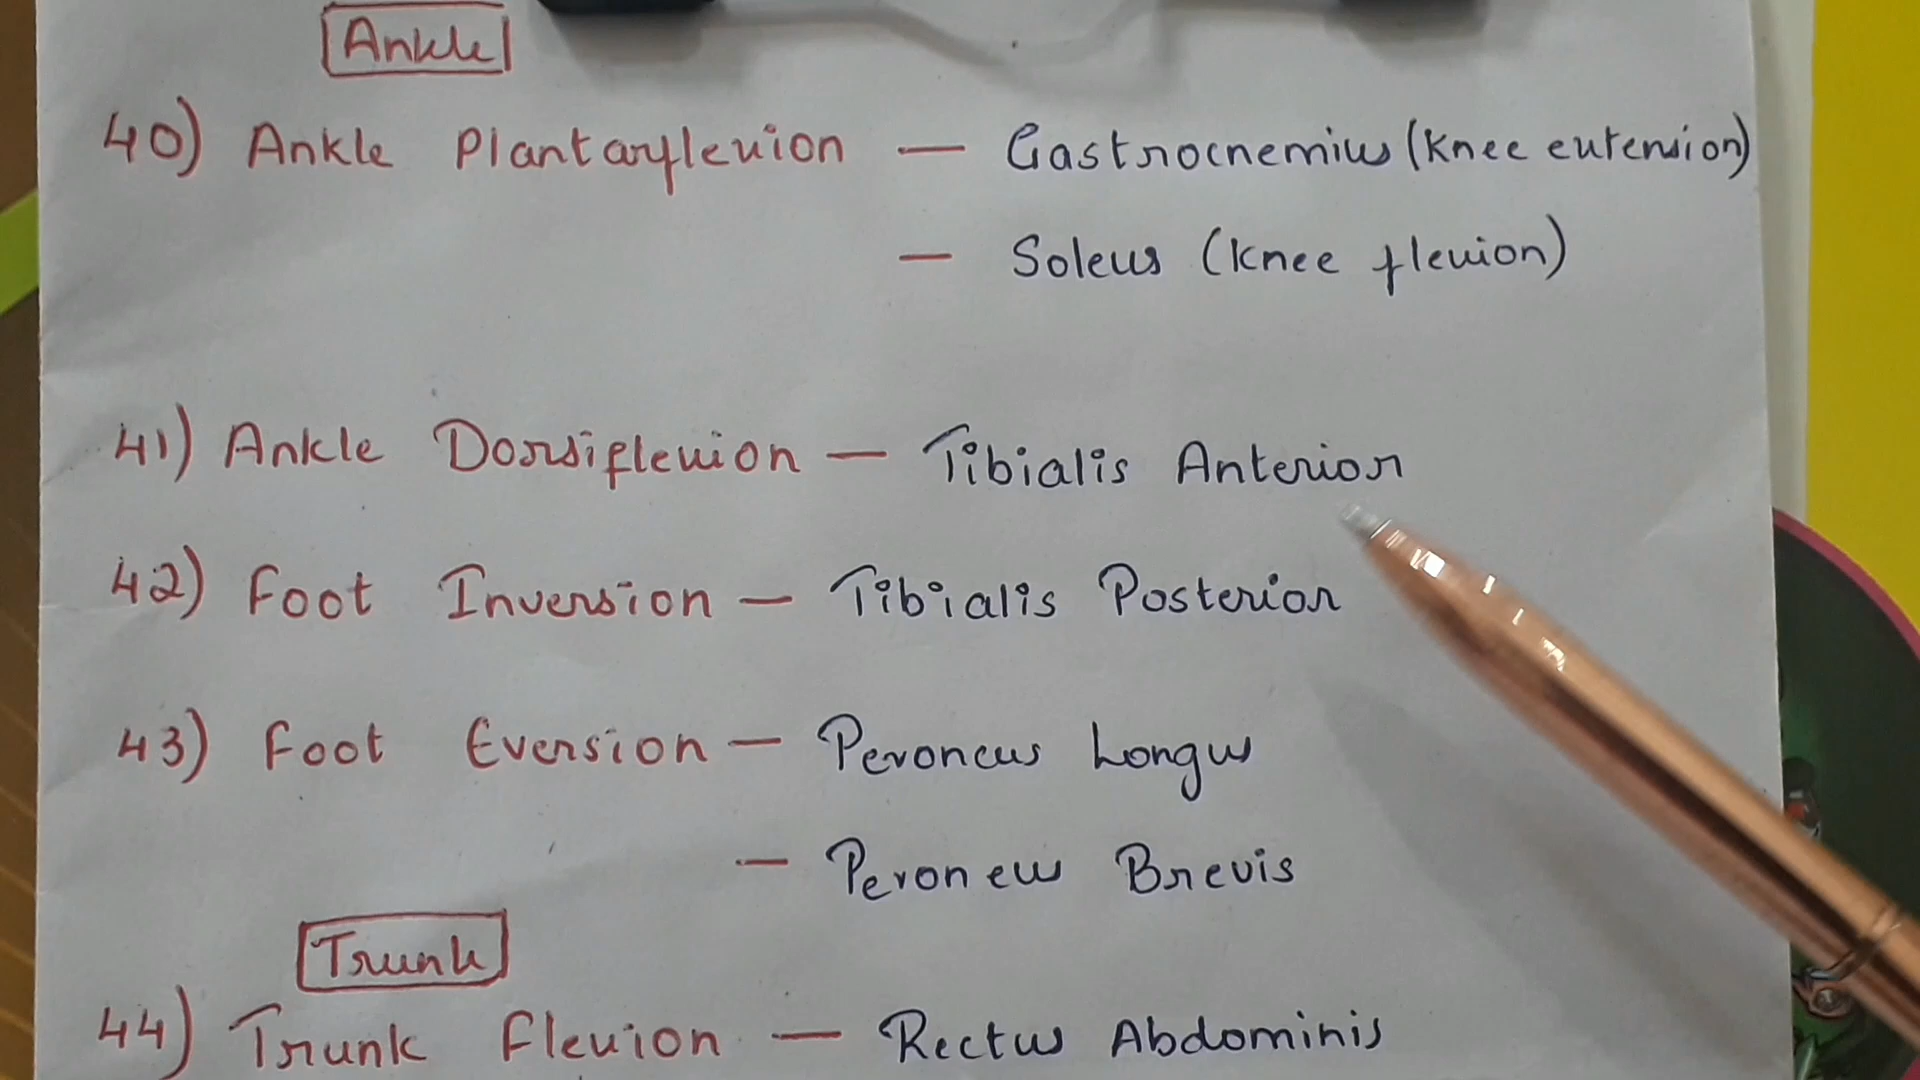 Ankle
40) Ankle Plantarflexion — Gastrocnemius (Knee extension)
— Soleus (Knee flexion)
41) Ankle Dorsiflexion — Tibialis Anterior
42) Foot Inversion — Tibialis Posterior
43) Foot Eversion — Peroneus Longus
— Peroneus Brevis
Trunk
44) Trunk Flexion — Rectus Abdominis